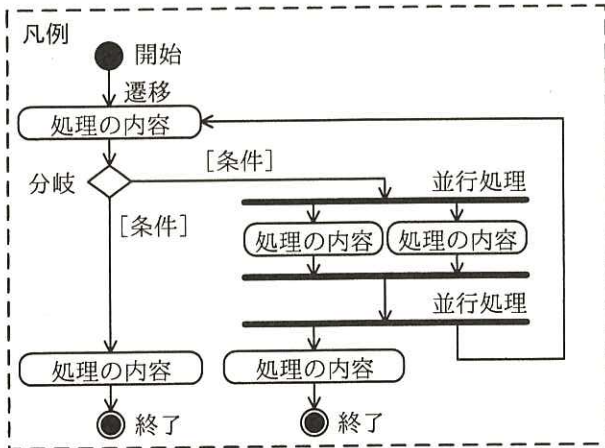 凡例
開始
遷移
処理の内容
分岐
[条件]
[条件]
並行処理
処理の内容 処理の内容
並行処理
処理の内容 処理の内容
終了 終了